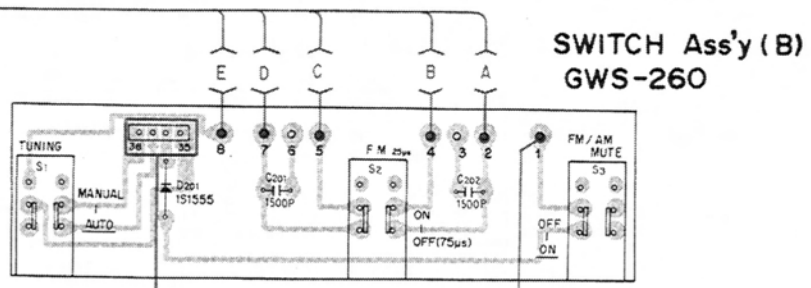 SWITCH Ass'y (B)
GWS-260
E D C B A
36 35 8 7 6 5 4 3 2 1
TUNING
S1
MANUAL
AUTO
D201
1S1555
C201
1500P
FM 25µs
S2
ON
OFF(75µs)
C202
1500P
FM/AM
MUTE
S3
OFF
ON